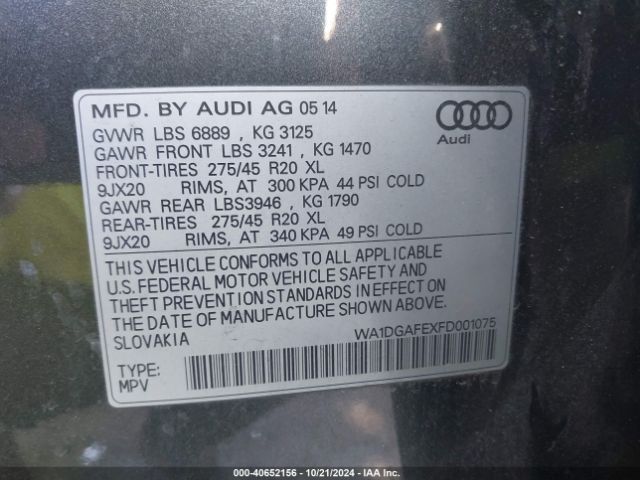 MFD. BY AUDI AG 05 14
Audi
GVWR LBS 6889 , KG 3125
GAWR FRONT LBS 3241 , KG 1470
FRONT-TIRES 275/45 R20 XL
9JX20 RIMS, AT 300 KPA 44 PSI COLD
GAWR REAR LBS3946 , KG 1790
REAR-TIRES 275/45 R20 XL
9JX20 RIMS, AT 340 KPA 49 PSI COLD
THIS VEHICLE CONFORMS TO ALL APPLICABLE
U.S. FEDERAL MOTOR VEHICLE SAFETY AND
THEFT PREVENTION STANDARDS IN EFFECT ON
THE DATE OF MANUFACTURE SHOWN ABOVE.
SLOVAKIA
WA1DGAFEXFD001075
TYPE:
MPV
000-40652156 - 10/21/2024 - IAA Inc.